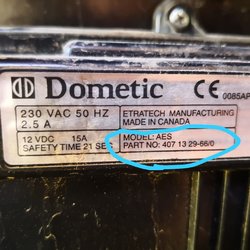 Dometic CE 0085AP
230 VAC 50 HZ
2.5 A
ETRATECH MANUFACTURING
MADE IN CANADA
12 VDC 15A
SAFETY TIME 21 SEC
MODEL: AES
PART NO: 407 13 29-66/0